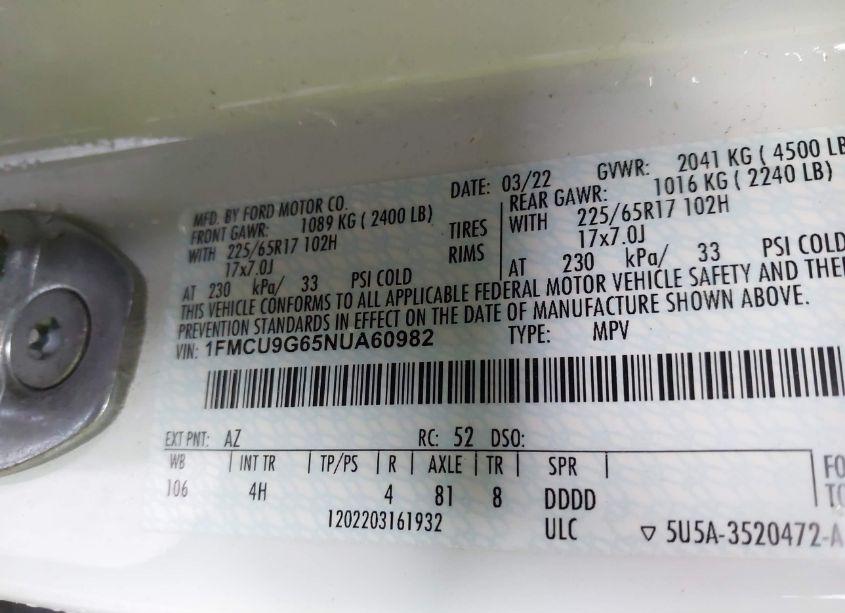 MFD. BY FORD MOTOR CO.
DATE: 03/22 GVWR: 2041 KG ( 4500 LB
FRONT GAWR: 1089 KG ( 2400 LB) REAR GAWR: 1016 KG ( 2240 LB)
WITH 225/65R17 102H TIRES WITH 225/65R17 102H
17x7.0J RIMS 17x7.0J
AT 230 kPa/ 33 PSI COLD AT 230 kPa/ 33 PSI COLD
THIS VEHICLE CONFORMS TO ALL APPLICABLE FEDERAL MOTOR VEHICLE SAFETY AND THEF
PREVENTION STANDARDS IN EFFECT ON THE DATE OF MANUFACTURE SHOWN ABOVE.
VIN: 1FMCU9G65NUA60982 TYPE: MPV
EXT PNT: AZ RC: 52 DSO:
WB INT TR TP/PS R AXLE TR SPR
106 4H 4 81 8 DDDD
1202203161932 ULC
FO
TO
5U5A-3520472-A